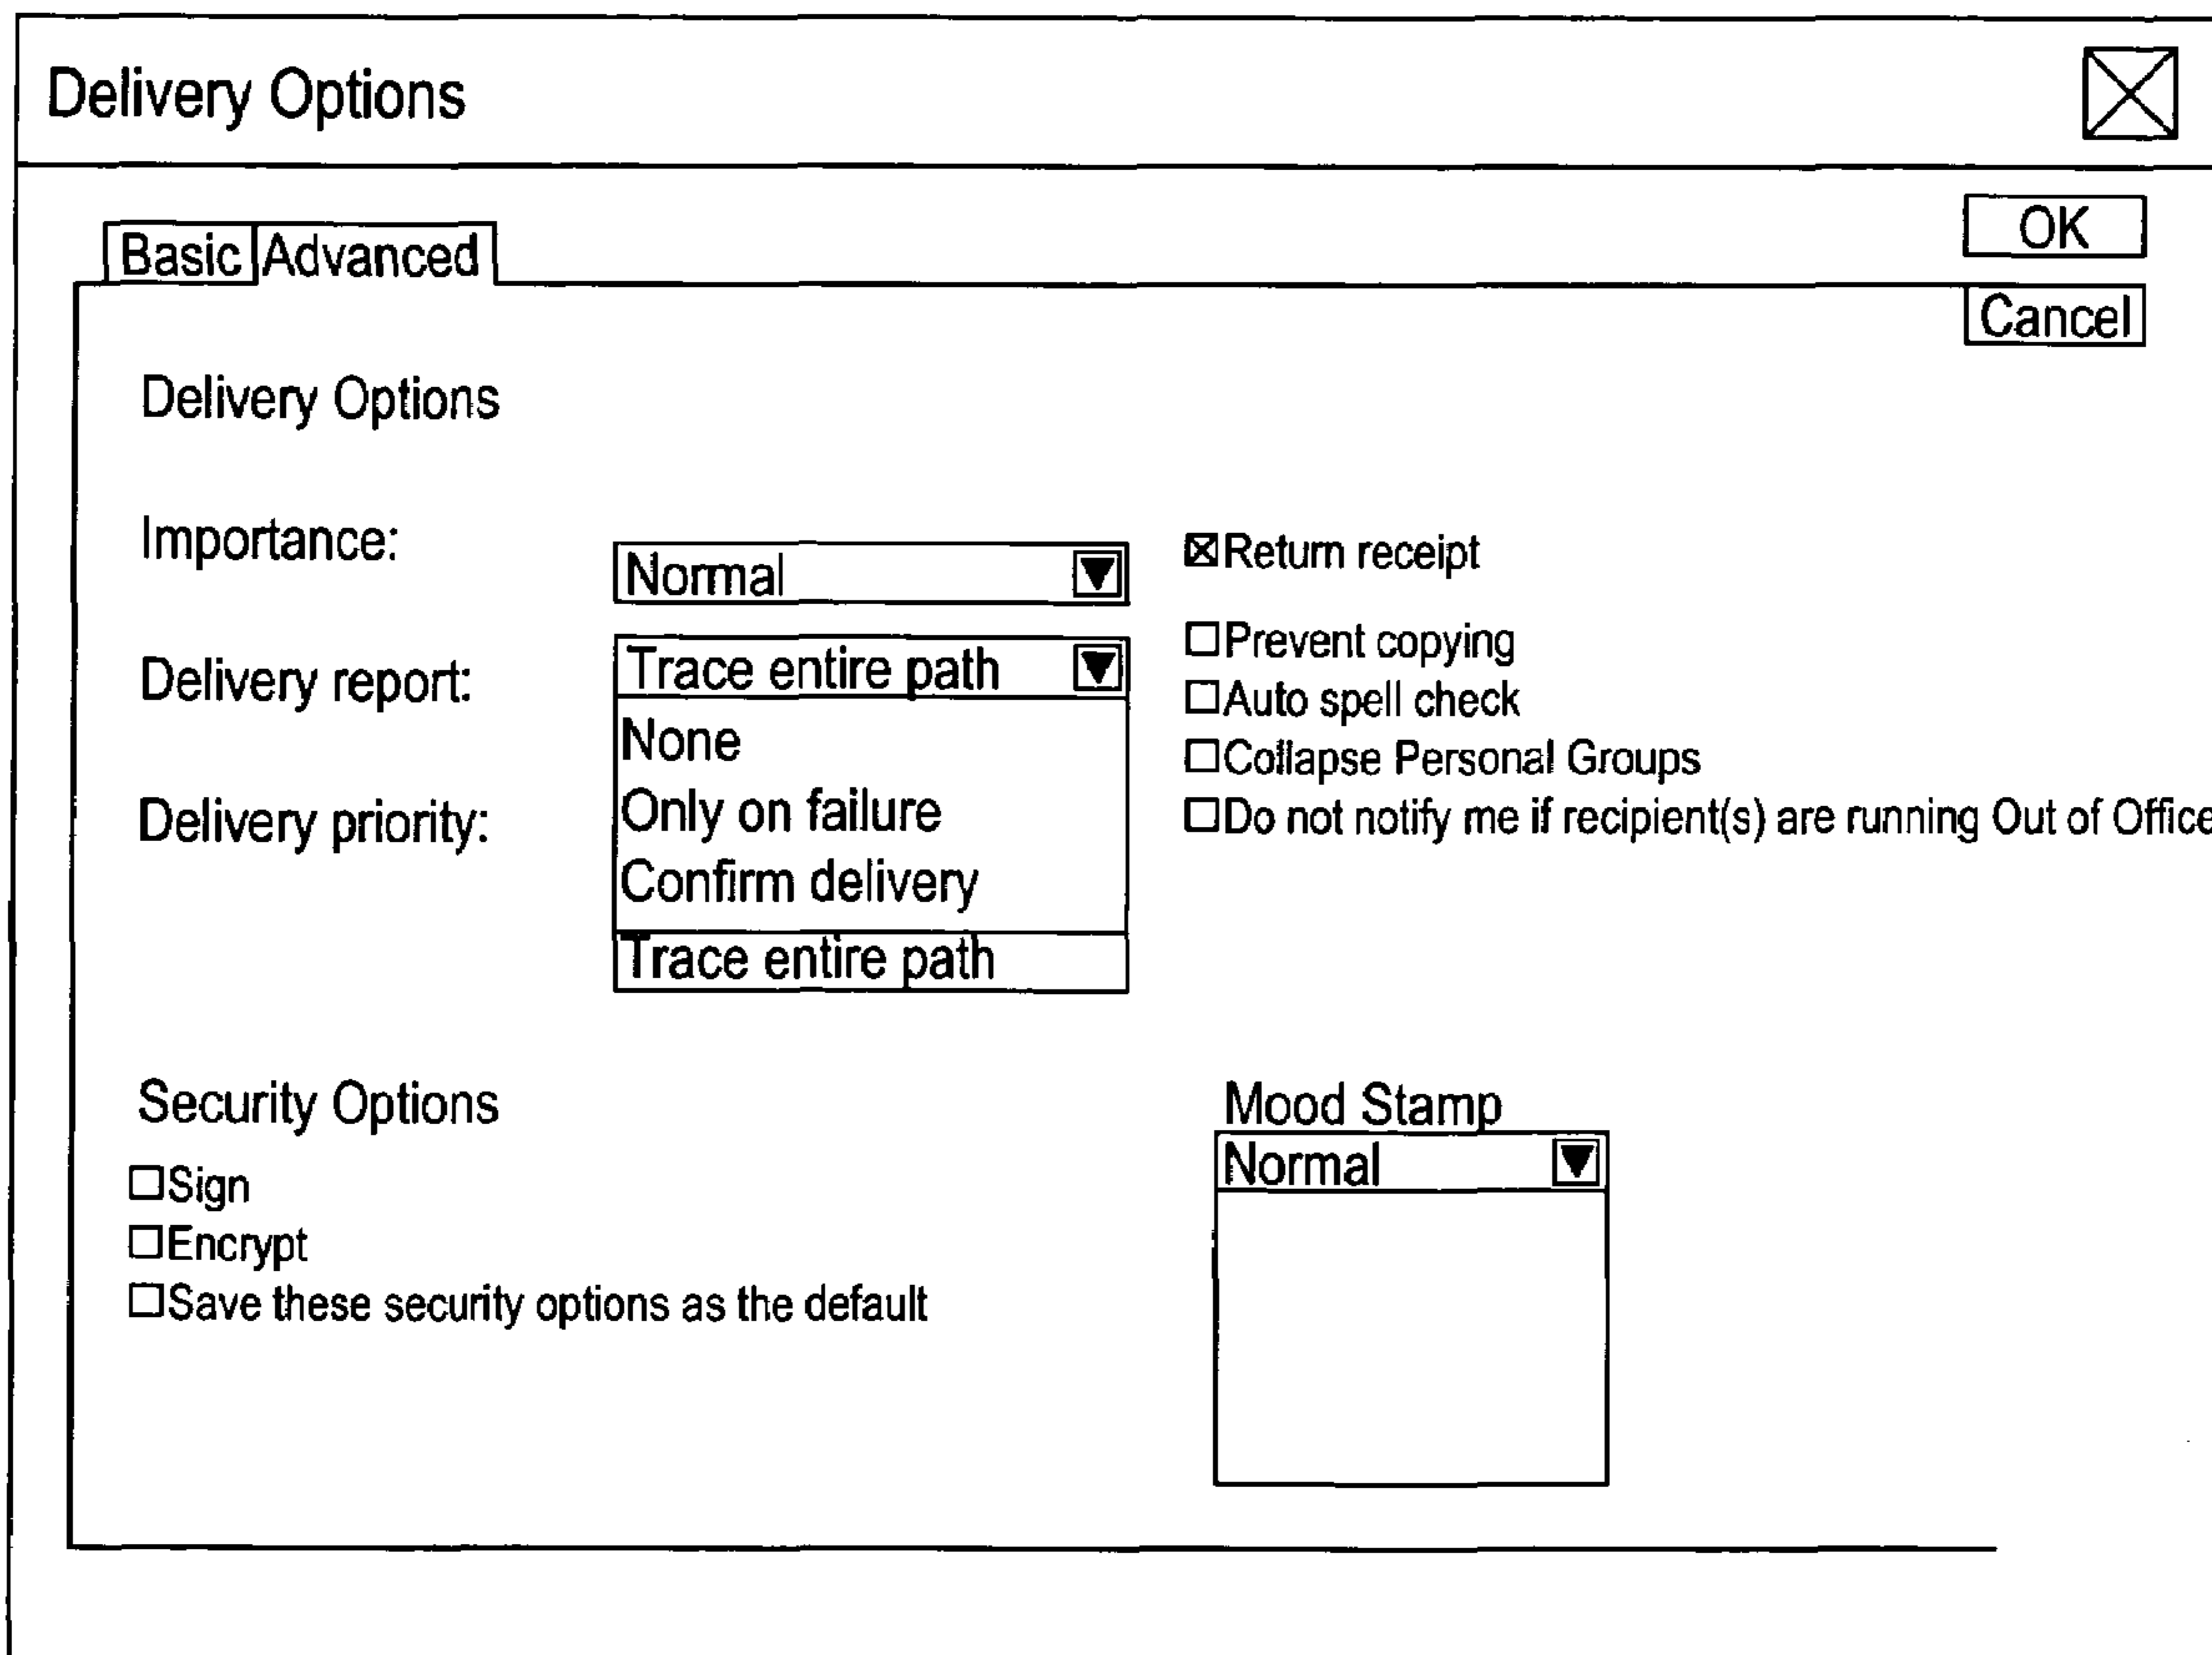 Delivery Options
OK
Basic Advanced
Cancel
Delivery Options
Importance:
Normal
Return receipt
Delivery report:
Trace entire path
None
Only on failure
Confirm delivery
Trace entire path
Prevent copying
Auto spell check
Collapse Personal Groups
Do not notify me if recipient(s) are running Out of Office
Delivery priority:
Security Options
Sign
Encrypt
Save these security options as the default
Mood Stamp
Normal